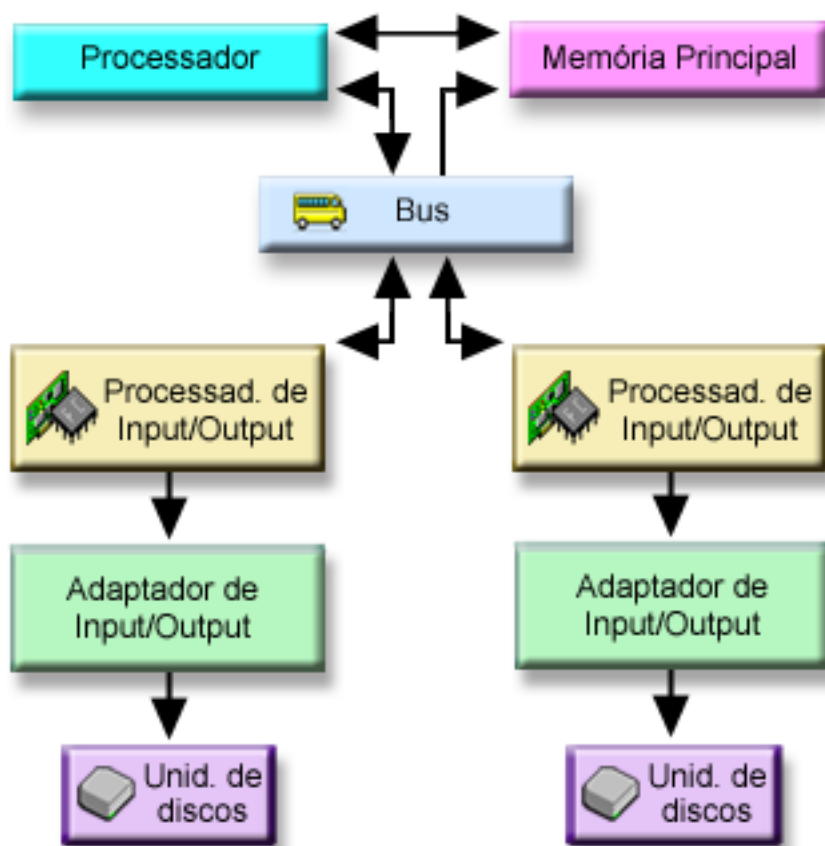 Processador
Memória Principal
Bus
Processad. de
Input/Output
Processad. de
Input/Output
Adaptador de
Input/Output
Adaptador de
Input/Output
Unid. de
discos
Unid. de
discos